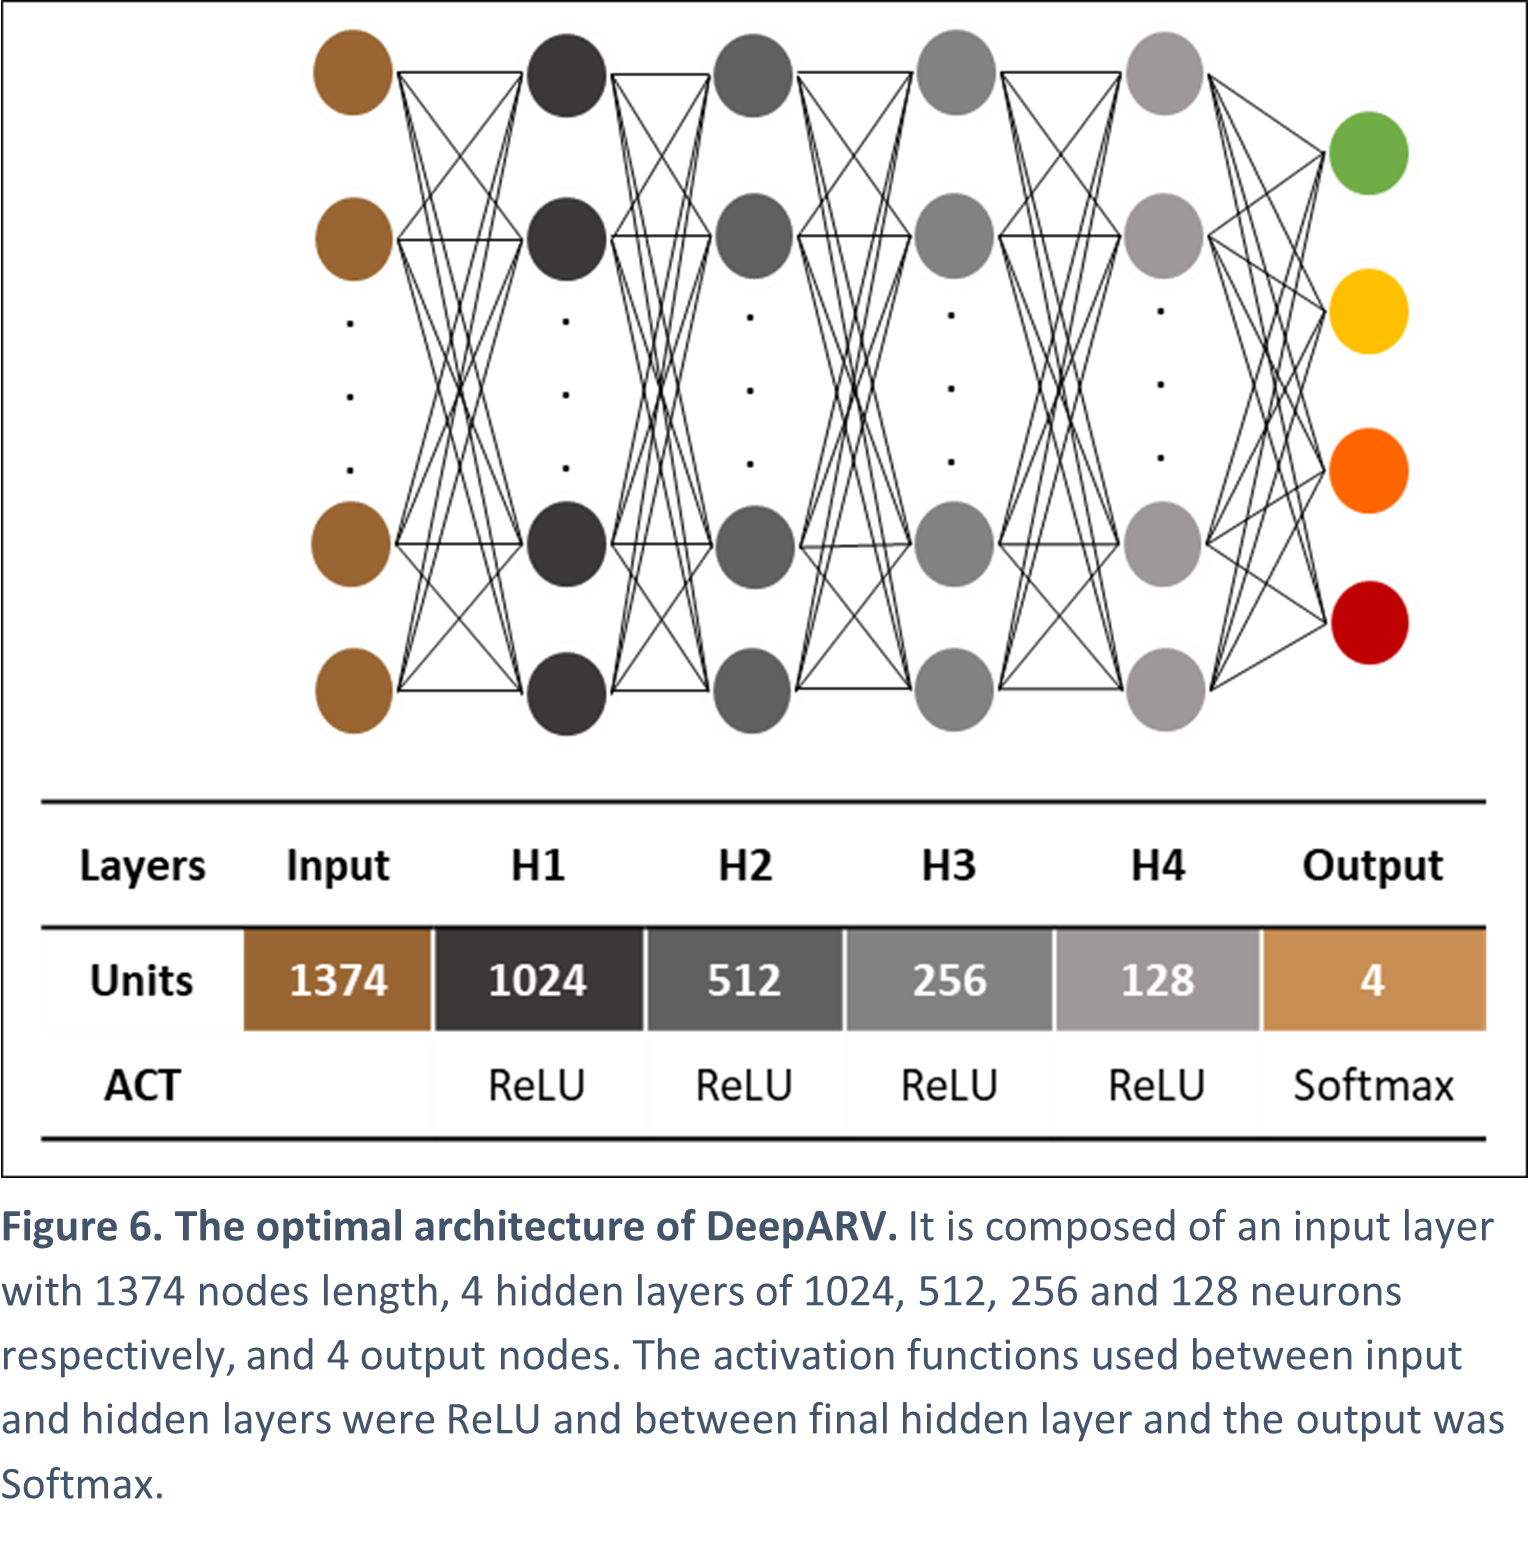 Layers Input H1 H2 H3 H4 Output
Units 1374 1024 512 256 128 4
ACT ReLU ReLU ReLU ReLU Softmax
Figure 6. The optimal architecture of DeepARV. It is composed of an input layer
with 1374 nodes length, 4 hidden layers of 1024, 512, 256 and 128 neurons
respectively, and 4 output nodes. The activation functions used between input
and hidden layers were ReLU and between final hidden layer and the output was
Softmax.